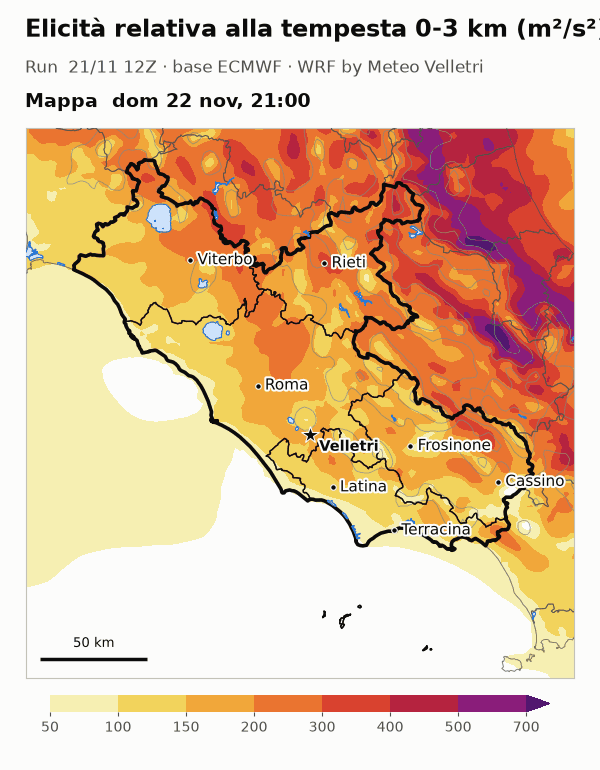 Elicità relativa alla tempesta 0-3 km (m²/s²)
Run 21/11 12Z · base ECMWF · WRF by Meteo Velletri
Mappa dom 22 nov, 21:00
Viterbo
Rieti
Roma
Velletri
Frosinone
Cassino
Latina
Terracina
50 km
50 100 150 200 300 400 500 700